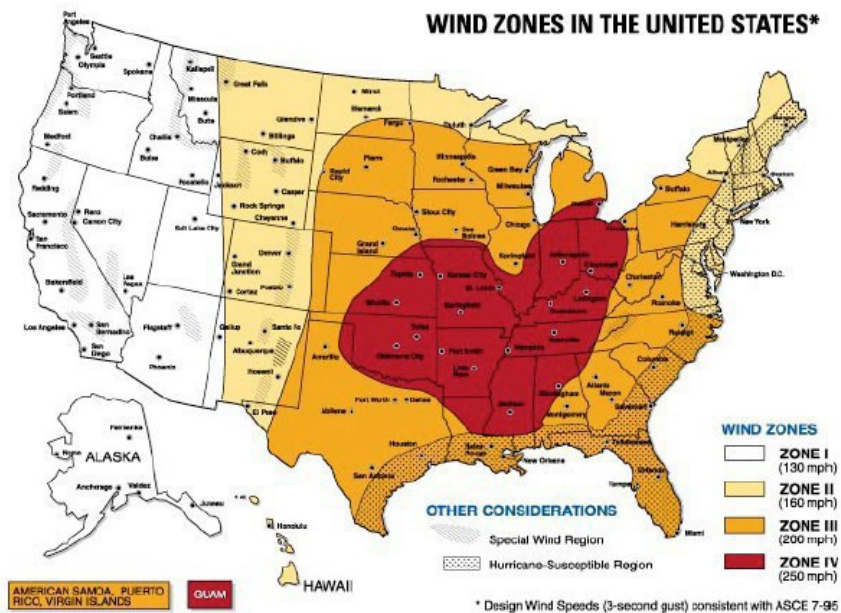 WIND ZONES IN THE UNITED STATES*
Port Angeles
Seattle
Olympia
Spokane
Portland
Salem
Medford
Kalispell
Missoula
Butte
Great Falls
Glendive
Billings
Minot
Bismarck
Fargo
Duluth
Challis
Boise
Pocatello
Jackson
Cody
Buffalo
Casper
Rock Springs
Cheyenne
Rapid City
Pierre
Minneapolis
Rochester
Green Bay
Milwaukee
Chicago
Montpelier
Albany
Boston
Buffalo
New York
Washington D.C.
Redding
Sacramento
San Francisco
Reno
Carson City
Salt Lake City
Bakersfield
Las Vegas
Los Angeles
San Bernadino
San Diego
Flagstaff
Phoenix
Grand Junction
Denver
Pueblo
Cortez
Gallup
Santa Fe
Albuquerque
Roswell
El Paso
Grand Island
Omaha
Sioux City
Des Moines
Springfield
Topeka
Kansas City
St. Louis
Wichita
Springfield
Tulsa
Oklahoma City
Amarillo
Fort Smith
Little Rock
Memphis
Indianapolis
Charleston
Roanoke
Raleigh
Columbia
Atlanta
Macon
Savannah
Birmingham
Montgomery
Jackson
Abilene
Fort Worth
Dallas
Houston
San Antonio
Baton Rouge
New Orleans
Tallahassee
Orlando
Tampa
Miami
ALASKA
Fairbanks
Nome
Anchorage
Valdez
Juneau
Honolulu
HAWAII
AMERICAN SAMOA, PUERTO
RICO, VIRGIN ISLANDS
GUAM
OTHER CONSIDERATIONS
Special Wind Region
Hurricane-Susceptible Region
WIND ZONES
ZONE I
(130 mph)
ZONE II
(160 mph)
ZONE III
(200 mph)
ZONE IV
(250 mph)
* Design Wind Speeds (3-second gust) consistent with ASCE 7-95